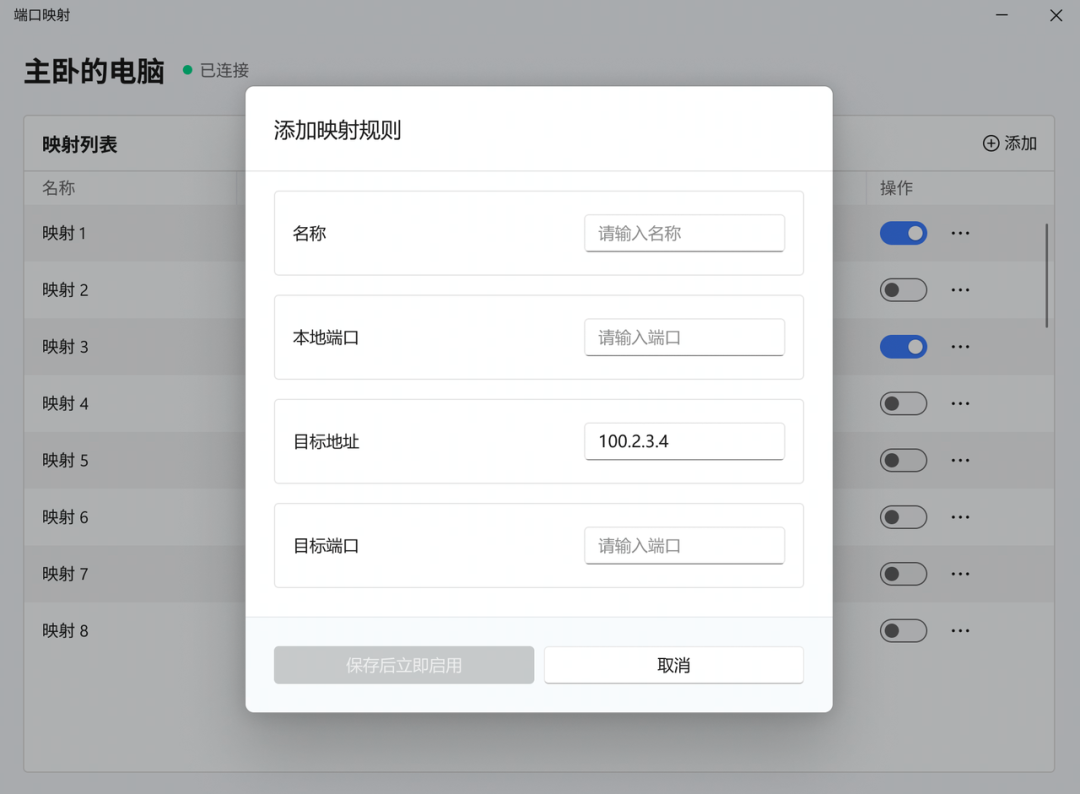 端口映射
主卧的电脑 已连接
映射列表 添加
名称 操作
映射 1
映射 2
映射 3
映射 4
映射 5
映射 6
映射 7
映射 8
添加映射规则
名称 请输入名称
本地端口 请输入端口
目标地址 100.2.3.4
目标端口 请输入端口
保存后立即启用 取消